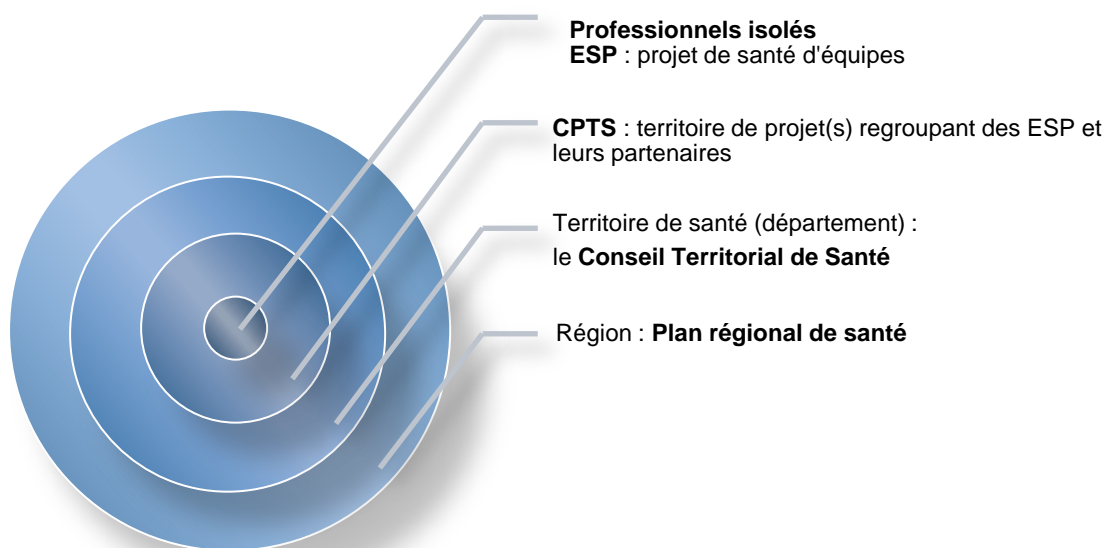 Professionnels isolés
ESP : projet de santé d'équipes
CPTS : territoire de projet(s) regroupant des ESP et
leurs partenaires
Territoire de santé (département) :
le Conseil Territorial de Santé
Région : Plan régional de santé